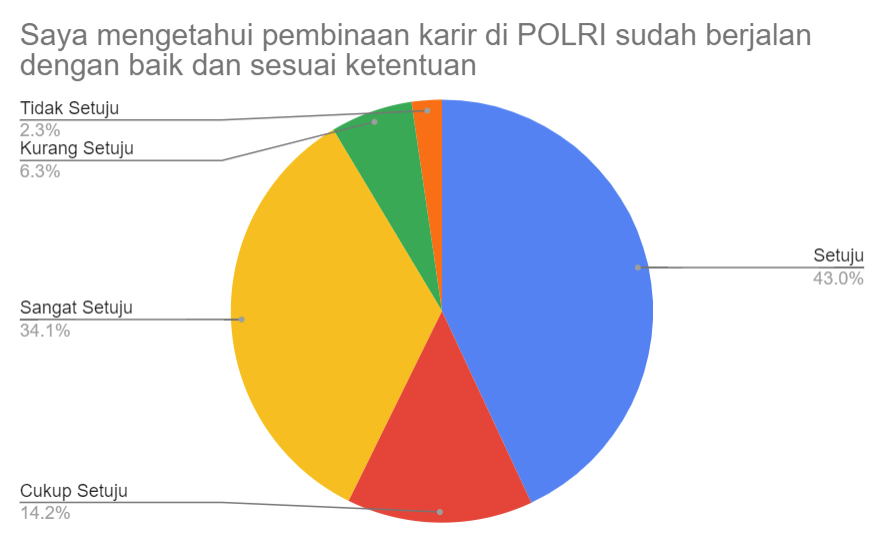 Saya mengetahui pembinaan karir di POLRI sudah berjalan
dengan baik dan sesuai ketentuan
Tidak Setuju
2.3%
Kurang Setuju
6.3%
Setuju
43.0%
Sangat Setuju
34.1%
Cukup Setuju
14.2%